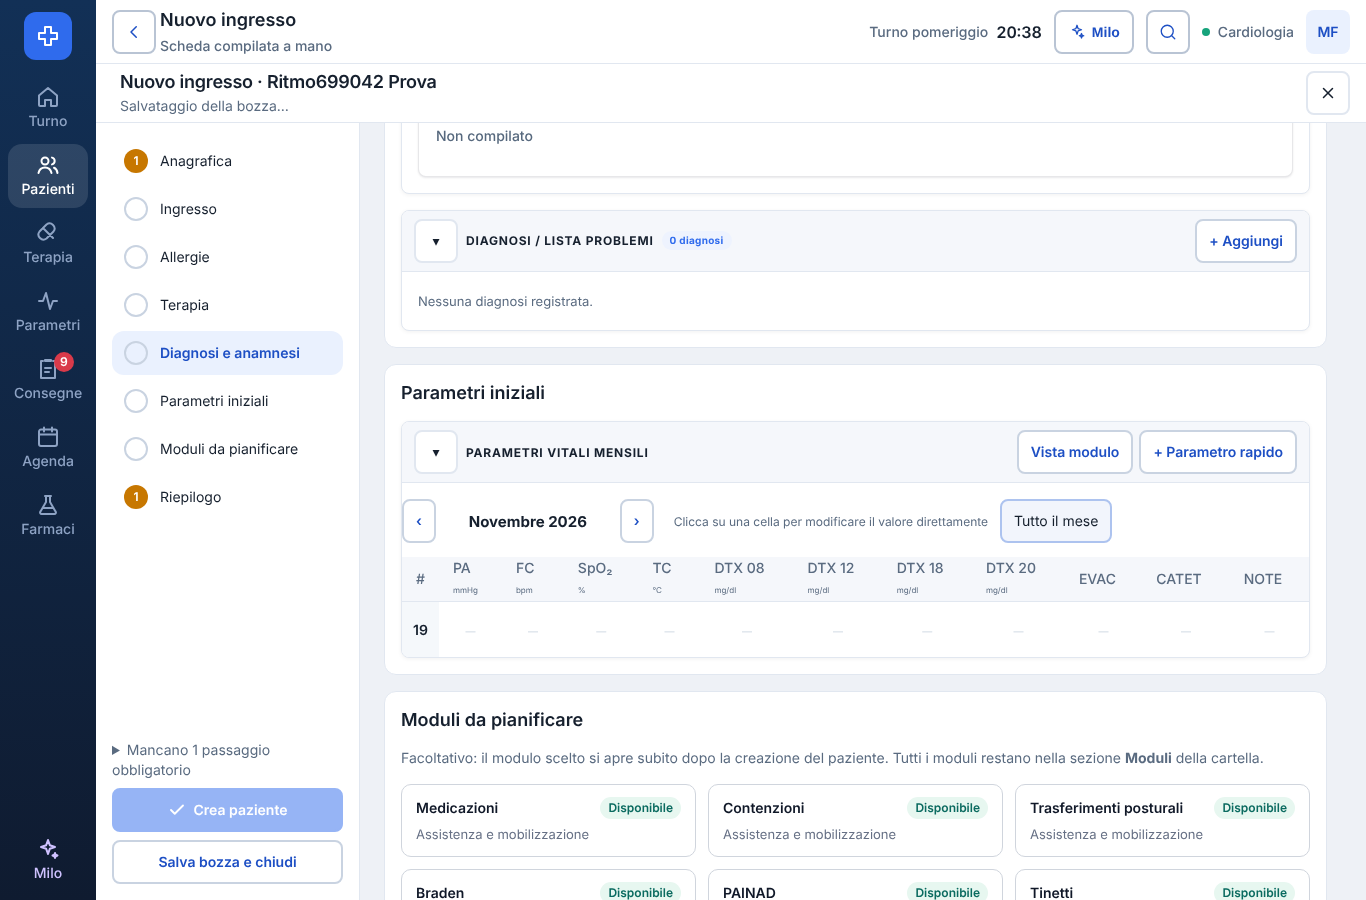 Nuovo ingresso
Scheda compilata a mano
Turno pomeriggio 20:38
Milo
Cardiologia
MF
Nuovo ingresso · Ritmo699042 Prova
Salvataggio della bozza...
Turno
Pazienti
Terapia
Parametri
9
Consegne
Agenda
Farmaci
Milo
1 Anagrafica
Ingresso
Allergie
Terapia
Diagnosi e anamnesi
Parametri iniziali
Moduli da pianificare
1 Riepilogo
Mancano 1 passaggio
obbligatorio
Crea paziente
Salva bozza e chiudi
Non compilato
DIAGNOSI / LISTA PROBLEMI 0 diagnosi + Aggiungi
Nessuna diagnosi registrata.
Parametri iniziali
PARAMETRI VITALI MENSILI Vista modulo + Parametro rapido
‹ Novembre 2026 › Clicca su una cella per modificare il valore direttamente Tutto il mese
# PA FC SpO₂ TC DTX 08 DTX 12 DTX 18 DTX 20 EVAC CATET NOTE
mmHg bpm % °C mg/dl mg/dl mg/dl mg/dl
19 — — — — — — — — — — —
Moduli da pianificare
Facoltativo: il modulo scelto si apre subito dopo la creazione del paziente. Tutti i moduli restano nella sezione Moduli della cartella.
Medicazioni Disponibile
Assistenza e mobilizzazione
Contenzioni Disponibile
Assistenza e mobilizzazione
Trasferimenti posturali Disponibile
Assistenza e mobilizzazione
Braden Disponibile
PAINAD Disponibile
Tinetti Disponibile